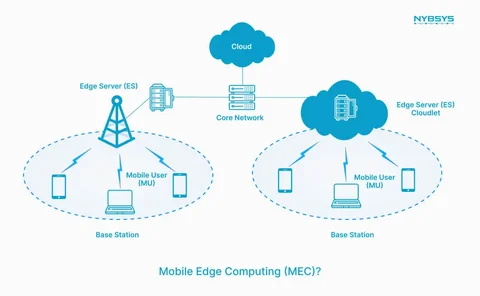 NYBSYS
Cloud
Edge Server (ES)
Core Network
Edge Server (ES)
Cloudlet
Mobile User
(MU)
Mobile User
(MU)
Base Station
Base Station
Mobile Edge Computing (MEC)?